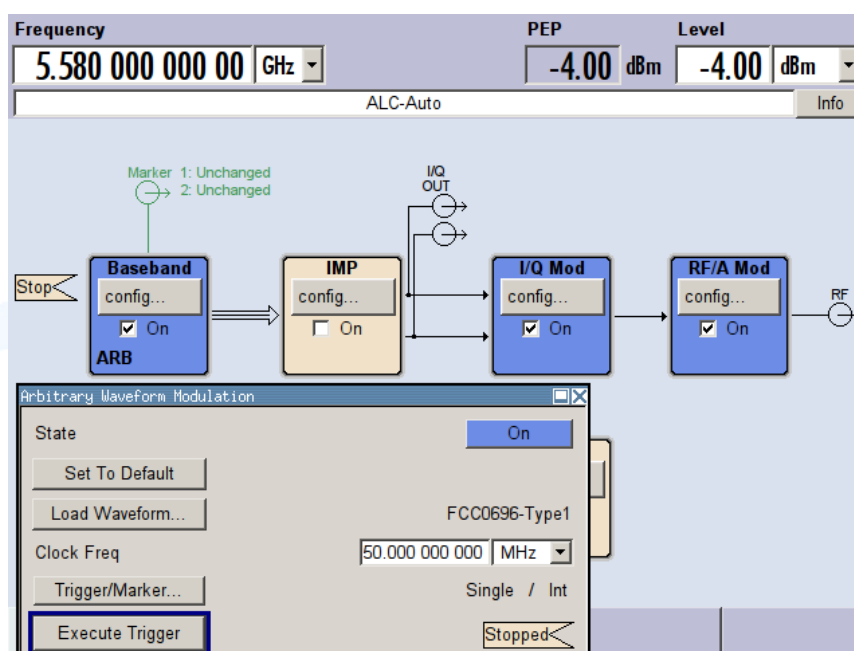 Frequency PEP Level
5.580 000 000 00 GHz -4.00 dBm -4.00 dBm
ALC-Auto Info
Marker 1: Unchanged
2: Unchanged
I/Q
OUT
Stop
Baseband IMP I/Q Mod RF/A Mod
config... config... config... config...
On On On On
RF
ARB
Arbitrary Waveform Modulation
State On
Set To Default
Load Waveform... FCC0696-Type1
Clock Freq 50.000 000 000 MHz
Trigger/Marker... Single / Int
Execute Trigger Stopped